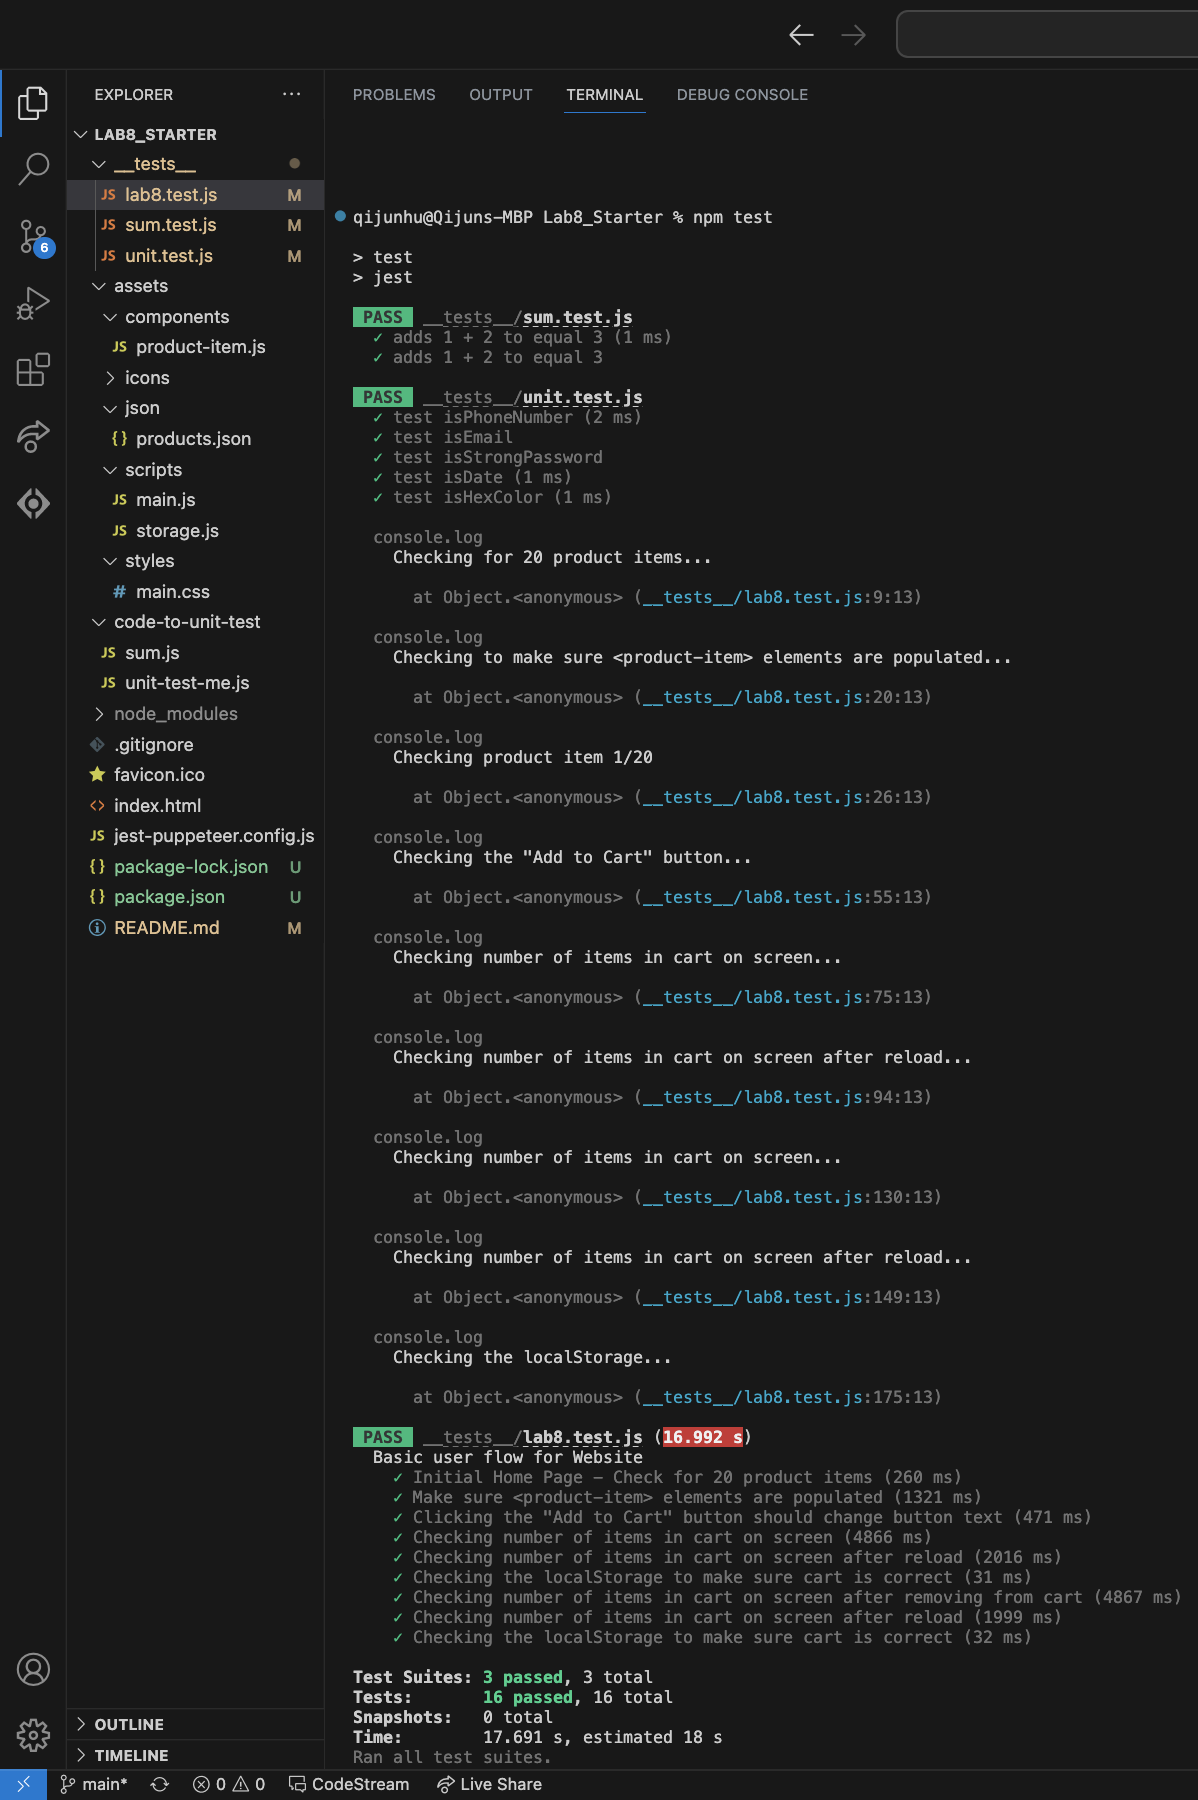 EXPLORER
···
LAB8_STARTER
__tests__
JS lab8.test.js M
JS sum.test.js M
JS unit.test.js M
assets
components
JS product-item.js
icons
json
{} products.json
scripts
JS main.js
JS storage.js
styles
# main.css
code-to-unit-test
JS sum.js
JS unit-test-me.js
node_modules
.gitignore
favicon.ico
<> index.html
JS jest-puppeteer.config.js
{} package-lock.json U
{} package.json U
README.md M
OUTLINE
TIMELINE
6
PROBLEMS OUTPUT TERMINAL DEBUG CONSOLE
qijunhu@Qijuns-MBP Lab8_Starter % npm test
> test
> jest
PASS __tests__/sum.test.js
✓ adds 1 + 2 to equal 3 (1 ms)
✓ adds 1 + 2 to equal 3
PASS __tests__/unit.test.js
✓ test isPhoneNumber (2 ms)
✓ test isEmail
✓ test isStrongPassword
✓ test isDate (1 ms)
✓ test isHexColor (1 ms)
console.log
Checking for 20 product items...
at Object.<anonymous> (__tests__/lab8.test.js:9:13)
console.log
Checking to make sure <product-item> elements are populated...
at Object.<anonymous> (__tests__/lab8.test.js:20:13)
console.log
Checking product item 1/20
at Object.<anonymous> (__tests__/lab8.test.js:26:13)
console.log
Checking the "Add to Cart" button...
at Object.<anonymous> (__tests__/lab8.test.js:55:13)
console.log
Checking number of items in cart on screen...
at Object.<anonymous> (__tests__/lab8.test.js:75:13)
console.log
Checking number of items in cart on screen after reload...
at Object.<anonymous> (__tests__/lab8.test.js:94:13)
console.log
Checking number of items in cart on screen...
at Object.<anonymous> (__tests__/lab8.test.js:130:13)
console.log
Checking number of items in cart on screen after reload...
at Object.<anonymous> (__tests__/lab8.test.js:149:13)
console.log
Checking the localStorage...
at Object.<anonymous> (__tests__/lab8.test.js:175:13)
PASS __tests__/lab8.test.js (16.992 s)
Basic user flow for Website
✓ Initial Home Page – Check for 20 product items (260 ms)
✓ Make sure <product-item> elements are populated (1321 ms)
✓ Clicking the "Add to Cart" button should change button text (471 ms)
✓ Checking number of items in cart on screen (4866 ms)
✓ Checking number of items in cart on screen after reload (2016 ms)
✓ Checking the localStorage to make sure cart is correct (31 ms)
✓ Checking number of items in cart on screen after removing from cart (4867 ms)
✓ Checking number of items in cart on screen after reload (1999 ms)
✓ Checking the localStorage to make sure cart is correct (32 ms)
Test Suites: 3 passed, 3 total
Tests: 16 passed, 16 total
Snapshots: 0 total
Time: 17.691 s, estimated 18 s
Ran all test suites.
main* 0 0 CodeStream Live Share